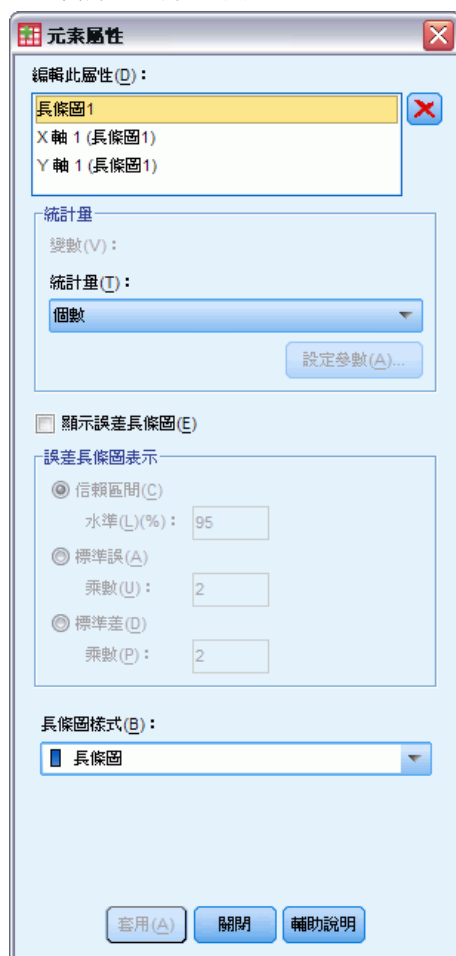 元素屬性
編輯此屬性(D)：
長條圖1
X 軸 1 (長條圖1)
Y 軸 1 (長條圖1)
統計量
變數(V)：
統計量(T)：
個數
設定參數(A)...
顯示誤差長條圖(E)
誤差長條圖表示
信賴區間(C)
水準(L)(%)： 95
標準誤(A)
乘數(U)： 2
標準差(D)
乘數(P)： 2
長條圖樣式(B)：
長條圖
套用(A) 關閉 輔助說明